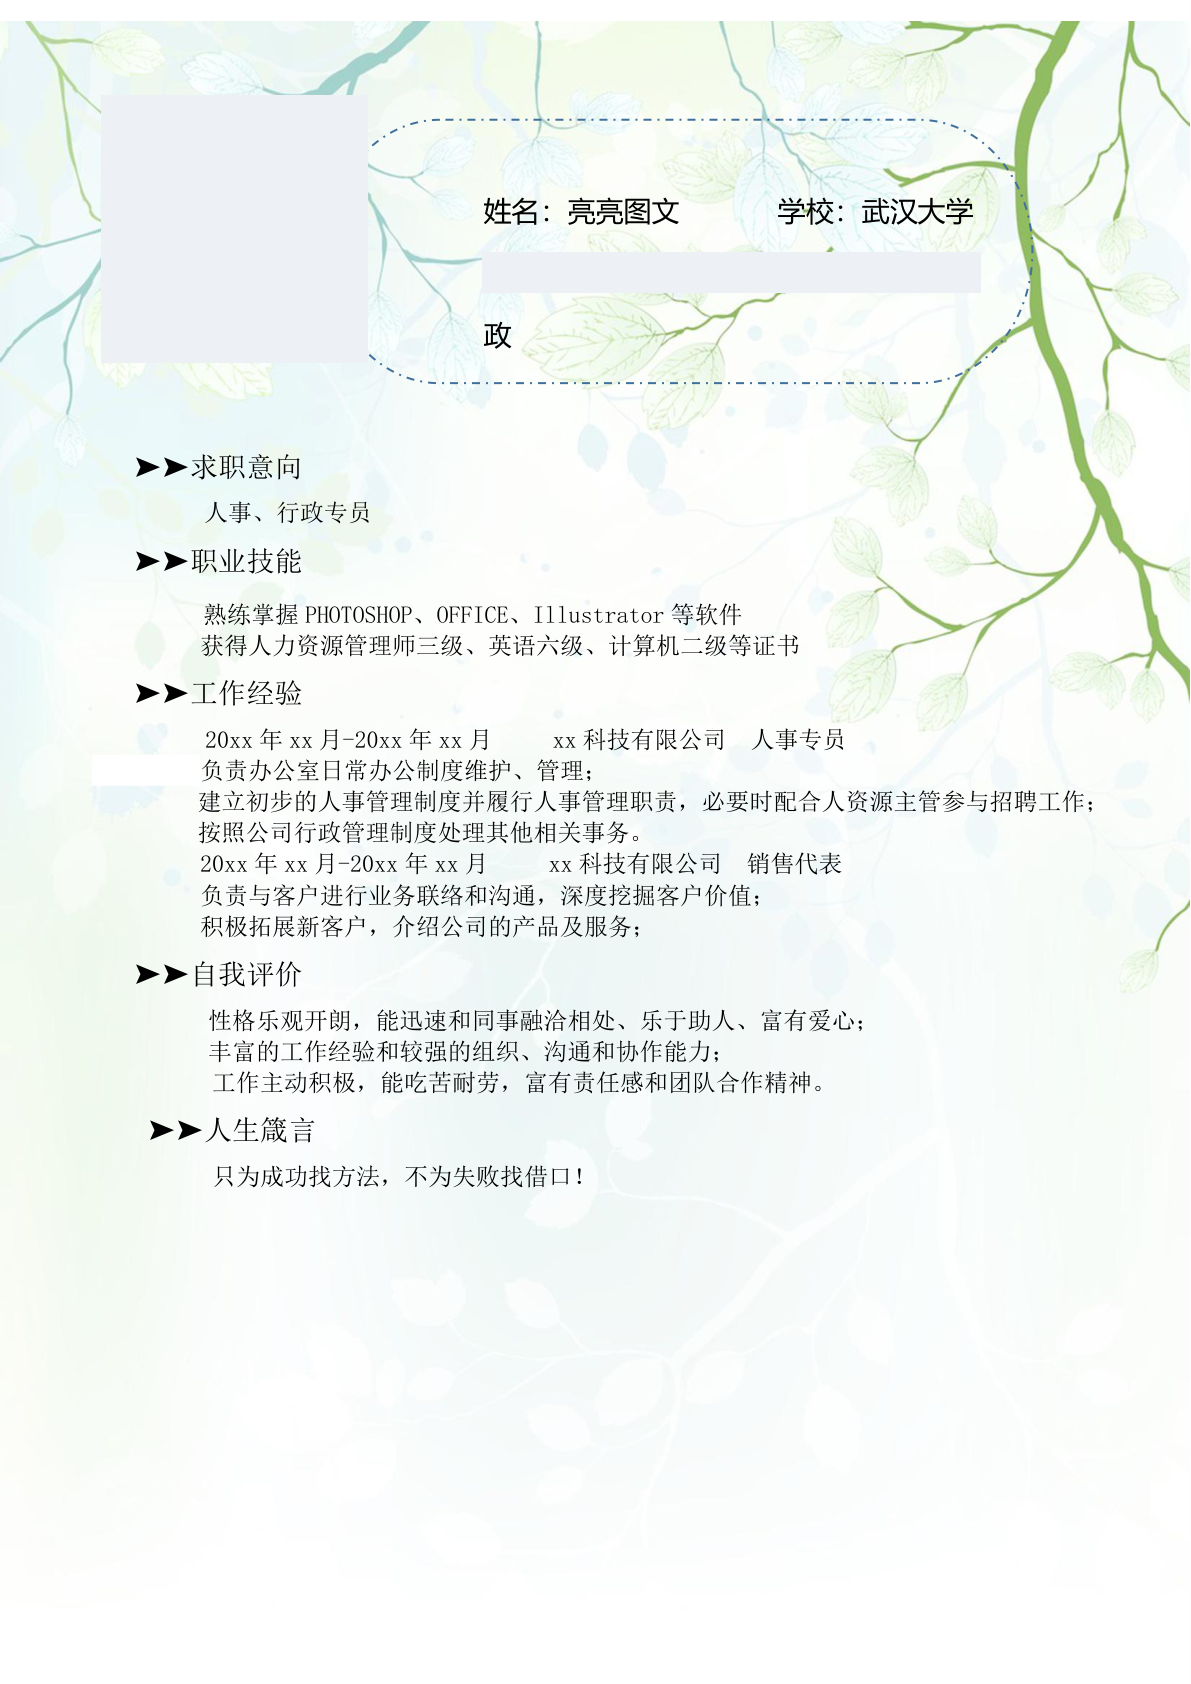 姓名：亮亮图文 学校：武汉大学
政
➤➤求职意向
人事、行政专员
➤➤职业技能
熟练掌握 PHOTOSHOP、OFFICE、Illustrator 等软件
获得人力资源管理师三级、英语六级、计算机二级等证书
➤➤工作经验
20xx 年 xx 月-20xx 年 xx 月 xx 科技有限公司 人事专员
负责办公室日常办公制度维护、管理；
建立初步的人事管理制度并履行人事管理职责，必要时配合人资源主管参与招聘工作；
按照公司行政管理制度处理其他相关事务。
20xx 年 xx 月-20xx 年 xx 月 xx 科技有限公司 销售代表
负责与客户进行业务联络和沟通，深度挖掘客户价值；
积极拓展新客户，介绍公司的产品及服务；
➤➤自我评价
性格乐观开朗，能迅速和同事融洽相处、乐于助人、富有爱心；
丰富的工作经验和较强的组织、沟通和协作能力；
工作主动积极，能吃苦耐劳，富有责任感和团队合作精神。
➤➤人生箴言
只为成功找方法，不为失败找借口！